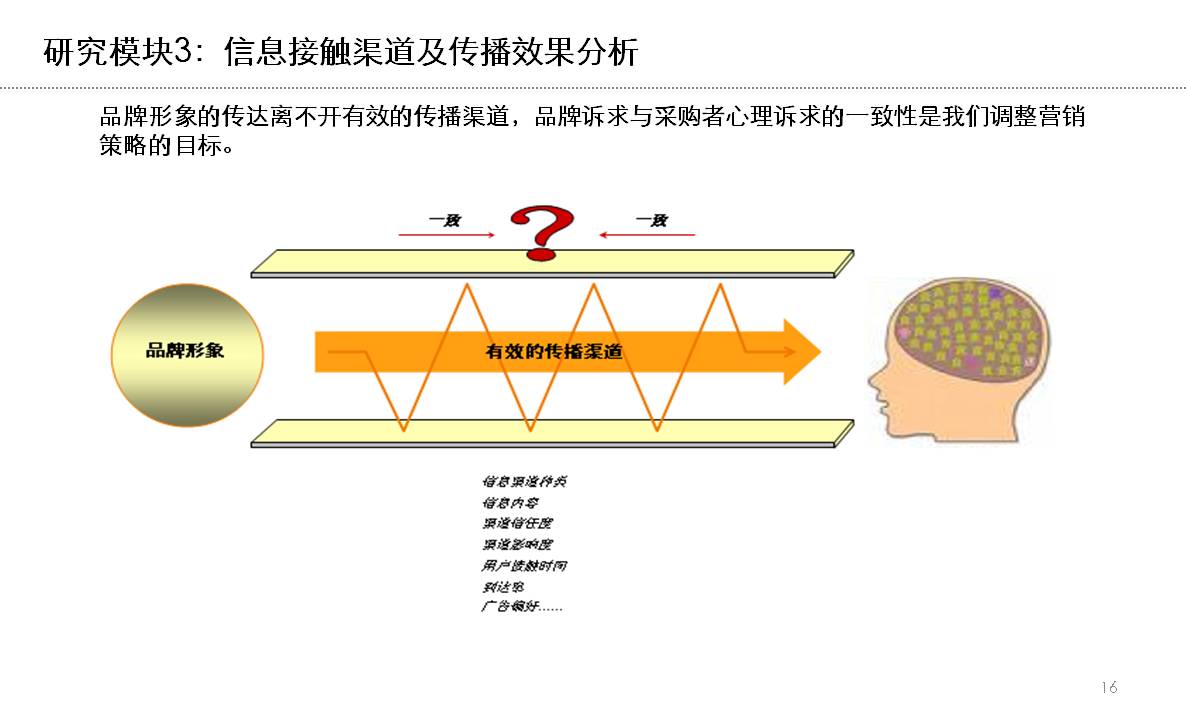 研究模块3：信息接触渠道及传播效果分析
品牌形象的传达离不开有效的传播渠道，品牌诉求与采购者心理诉求的一致性是我们调整营销
策略的目标。
一致
一致
品牌形象
有效的传播渠道
信息渠道种类
信息内容
渠道信任度
渠道影响度
用户接触时间
到达率
广告偏好……
16